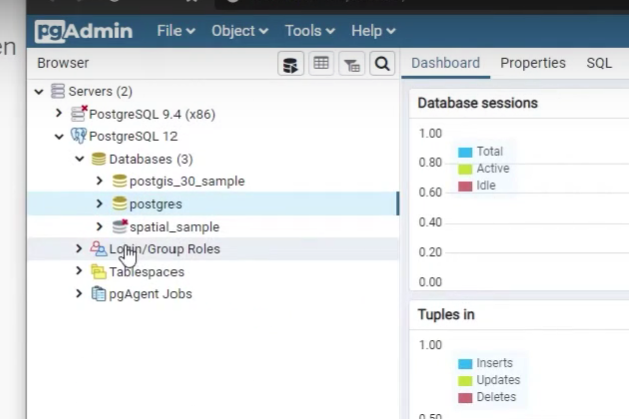 en
pgAdmin File Object Tools Help
Browser
Dashboard Properties SQL
Servers (2)
PostgreSQL 9.4 (x86)
PostgreSQL 12
Databases (3)
postgis_30_sample
postgres
spatial_sample
Login/Group Roles
Tablespaces
pgAgent Jobs
Database sessions
1.00
0.80
0.60
0.40
0.20
0.00
Total
Active
Idle
Tuples in
1.00
0.50
Inserts
Updates
Deletes